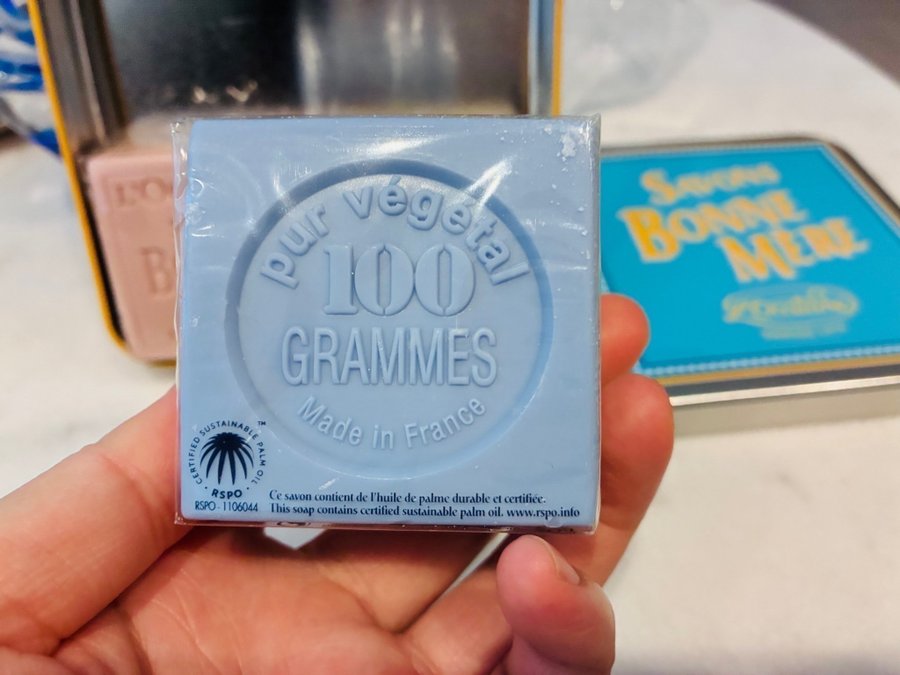 pur végétal
100
GRAMMES
Made in France
CERTIFIED SUSTAINABLE PALM OIL ™
RSPO
RSPO - 1106044
Ce savon contient de l'huile de palme durable et certifiée.
This soap contains certified sustainable palm oil. www.rspo.info
SAVONS
BONNE
MÈRE
L'O
B